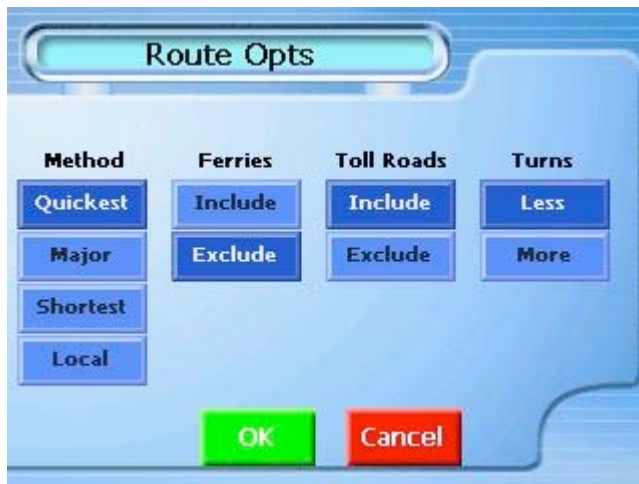 Route Opts
Method Ferries Toll Roads Turns
Quickest Include Include Less
Major Exclude Exclude More
Shortest
Local
OK Cancel